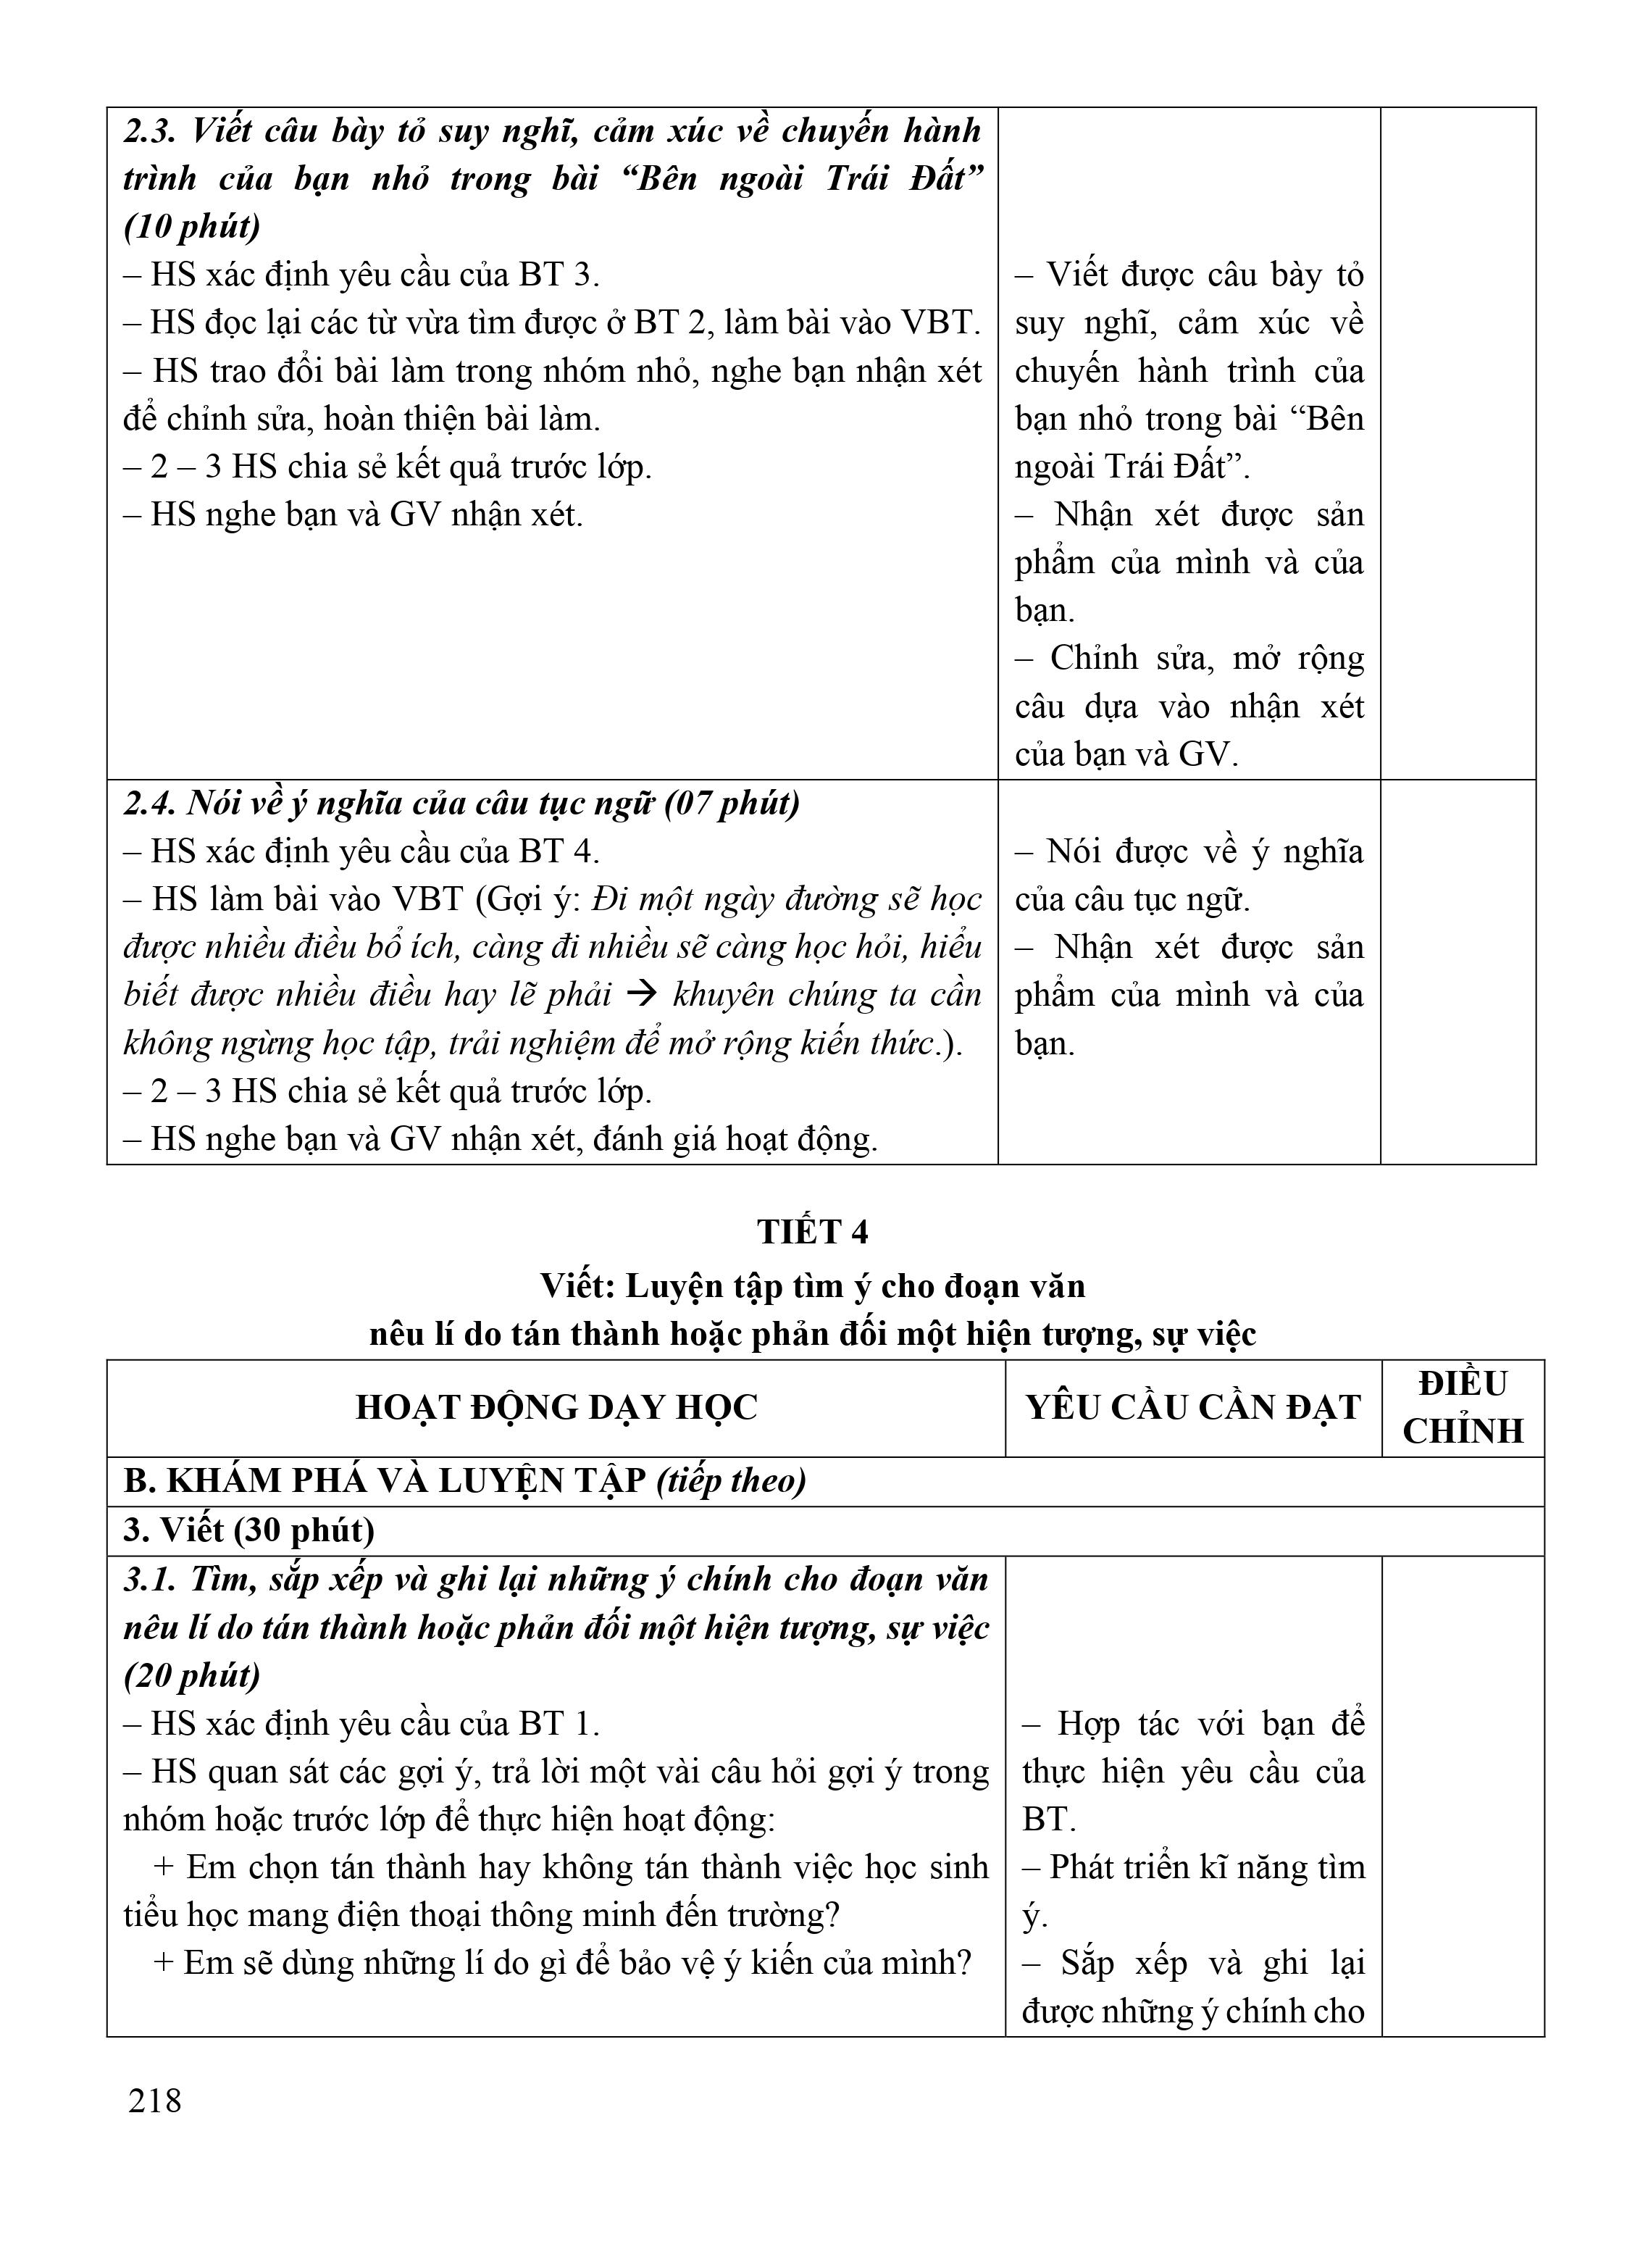 2.3. Viết câu bày tỏ suy nghĩ, cảm xúc về chuyến hành
trình của bạn nhỏ trong bài “Bên ngoài Trái Đất”
(10 phút)
– HS xác định yêu cầu của BT 3.
– HS đọc lại các từ vừa tìm được ở BT 2, làm bài vào VBT.
– HS trao đổi bài làm trong nhóm nhỏ, nghe bạn nhận xét
để chỉnh sửa, hoàn thiện bài làm.
– 2 – 3 HS chia sẻ kết quả trước lớp.
– HS nghe bạn và GV nhận xét.
– Viết được câu bày tỏ
suy nghĩ, cảm xúc về
chuyến hành trình của
bạn nhỏ trong bài “Bên
ngoài Trái Đất”.
– Nhận xét được sản
phẩm của mình và của
bạn.
– Chỉnh sửa, mở rộng
câu dựa vào nhận xét
của bạn và GV.
2.4. Nói về ý nghĩa của câu tục ngữ (07 phút)
– HS xác định yêu cầu của BT 4.
– HS làm bài vào VBT (Gợi ý: Đi một ngày đường sẽ học
được nhiều điều bổ ích, càng đi nhiều sẽ càng học hỏi, hiểu
biết được nhiều điều hay lẽ phải → khuyên chúng ta cần
không ngừng học tập, trải nghiệm để mở rộng kiến thức.).
– 2 – 3 HS chia sẻ kết quả trước lớp.
– HS nghe bạn và GV nhận xét, đánh giá hoạt động.
– Nói được về ý nghĩa
của câu tục ngữ.
– Nhận xét được sản
phẩm của mình và của
bạn.
TIẾT 4
Viết: Luyện tập tìm ý cho đoạn văn
nêu lí do tán thành hoặc phản đối một hiện tượng, sự việc
HOẠT ĐỘNG DẠY HỌC
YÊU CẦU CẦN ĐẠT
ĐIỀU
CHỈNH
B. KHÁM PHÁ VÀ LUYỆN TẬP (tiếp theo)
3. Viết (30 phút)
3.1. Tìm, sắp xếp và ghi lại những ý chính cho đoạn văn
nêu lí do tán thành hoặc phản đối một hiện tượng, sự việc
(20 phút)
– HS xác định yêu cầu của BT 1.
– HS quan sát các gợi ý, trả lời một vài câu hỏi gợi ý trong
nhóm hoặc trước lớp để thực hiện hoạt động:
+ Em chọn tán thành hay không tán thành việc học sinh
tiểu học mang điện thoại thông minh đến trường?
+ Em sẽ dùng những lí do gì để bảo vệ ý kiến của mình?
– Hợp tác với bạn để
thực hiện yêu cầu của
BT.
– Phát triển kĩ năng tìm
ý.
– Sắp xếp và ghi lại
được những ý chính cho
218